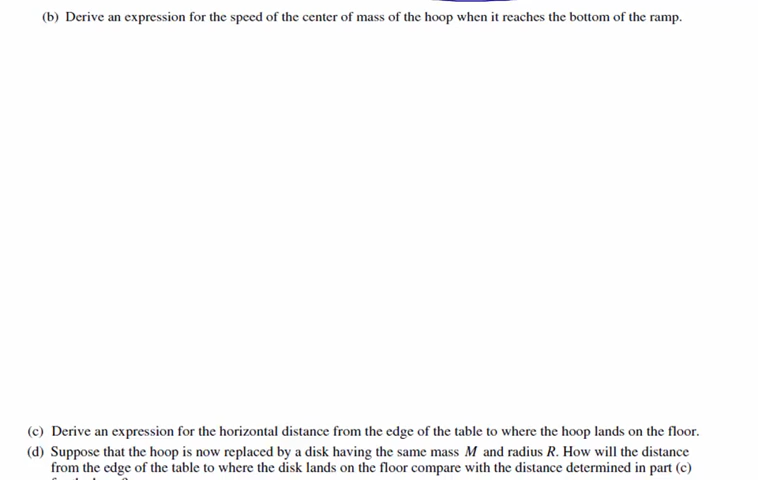 (b) Derive an expression for the speed of the center of mass of the hoop when it reaches the bottom of the ramp.
(c) Derive an expression for the horizontal distance from the edge of the table to where the hoop lands on the floor.
(d) Suppose that the hoop is now replaced by a disk having the same mass M and radius R. How will the distance
from the edge of the table to where the disk lands on the floor compare with the distance determined in part (c)